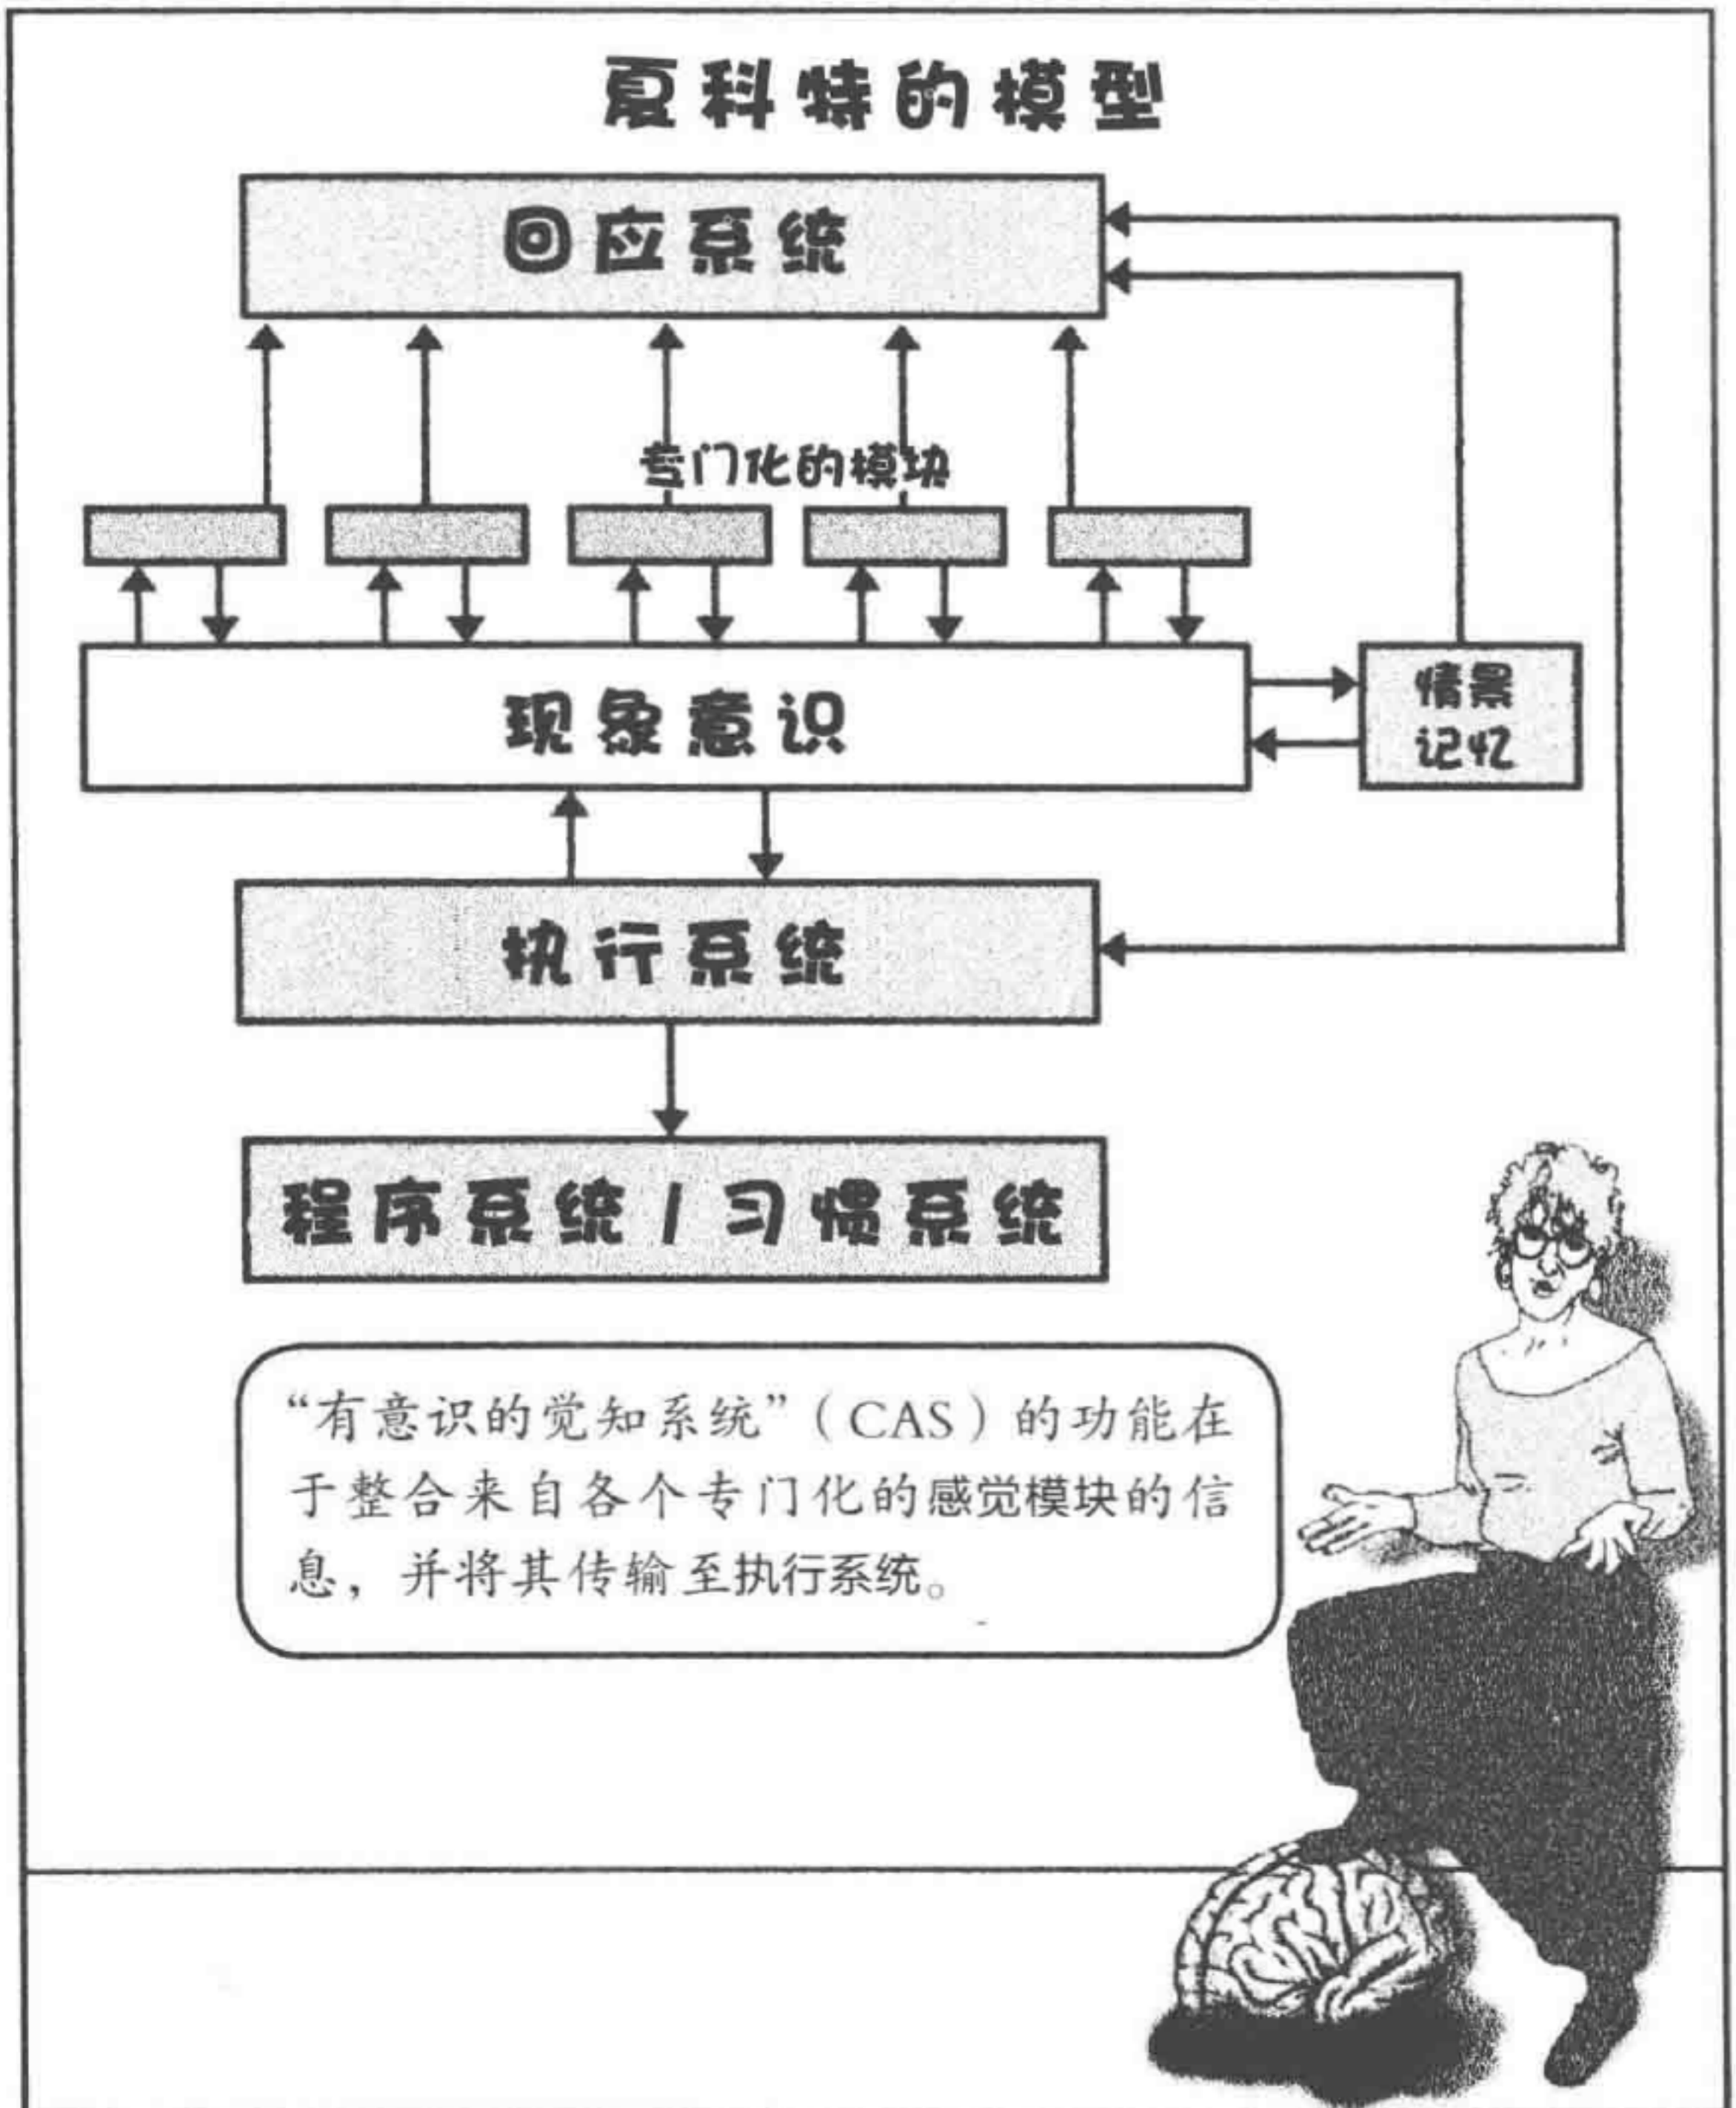 夏科特的模型
回应系统
专门化的模块
现象意识
情景
记忆
执行系统
程序系统/习惯系统
“有意识的觉知系统”(CAS)的功能在
于整合来自各个专门化的感觉模块的信
息，并将其传输至执行系统。